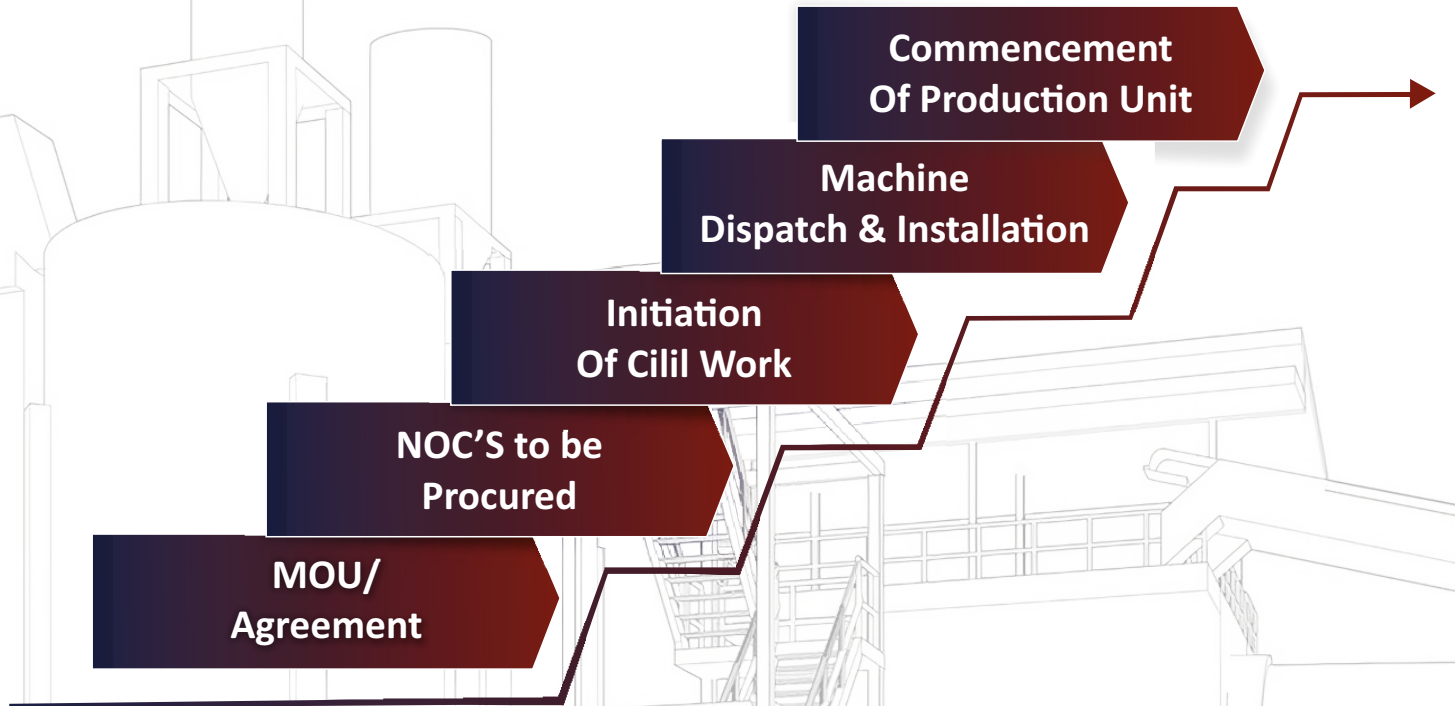 Commencement
Of Production Unit
Machine
Dispatch & Installation
Initiation
Of Cilil Work
NOC’S to be
Procured
MOU/
Agreement